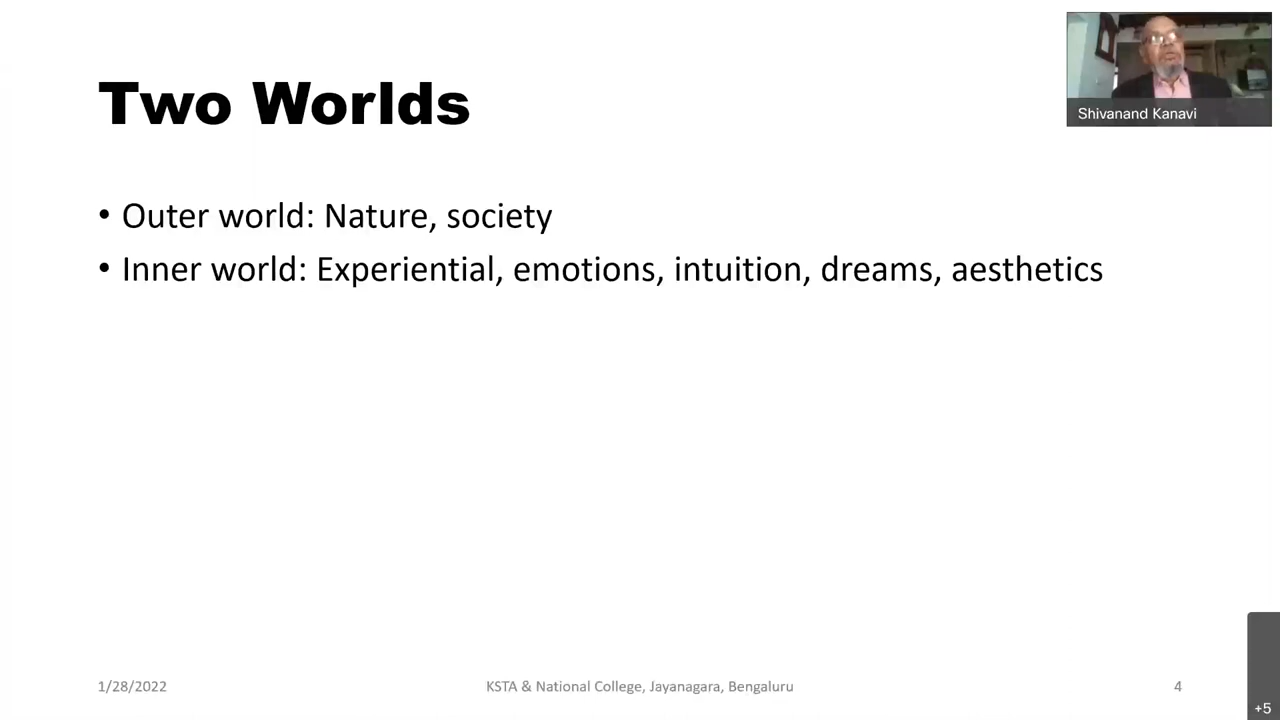 Two Worlds
Shivanand Kanavi
• Outer world: Nature, society
• Inner world: Experiential, emotions, intuition, dreams, aesthetics
1/28/2022
KSTA & National College, Jayanagara, Bengaluru
4
+5